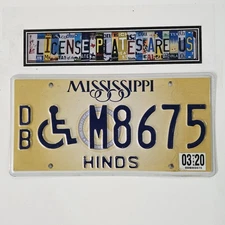 LICENSE PLATES ARE US
MISSISSIPPI
DB M8675
HINDS
03 20